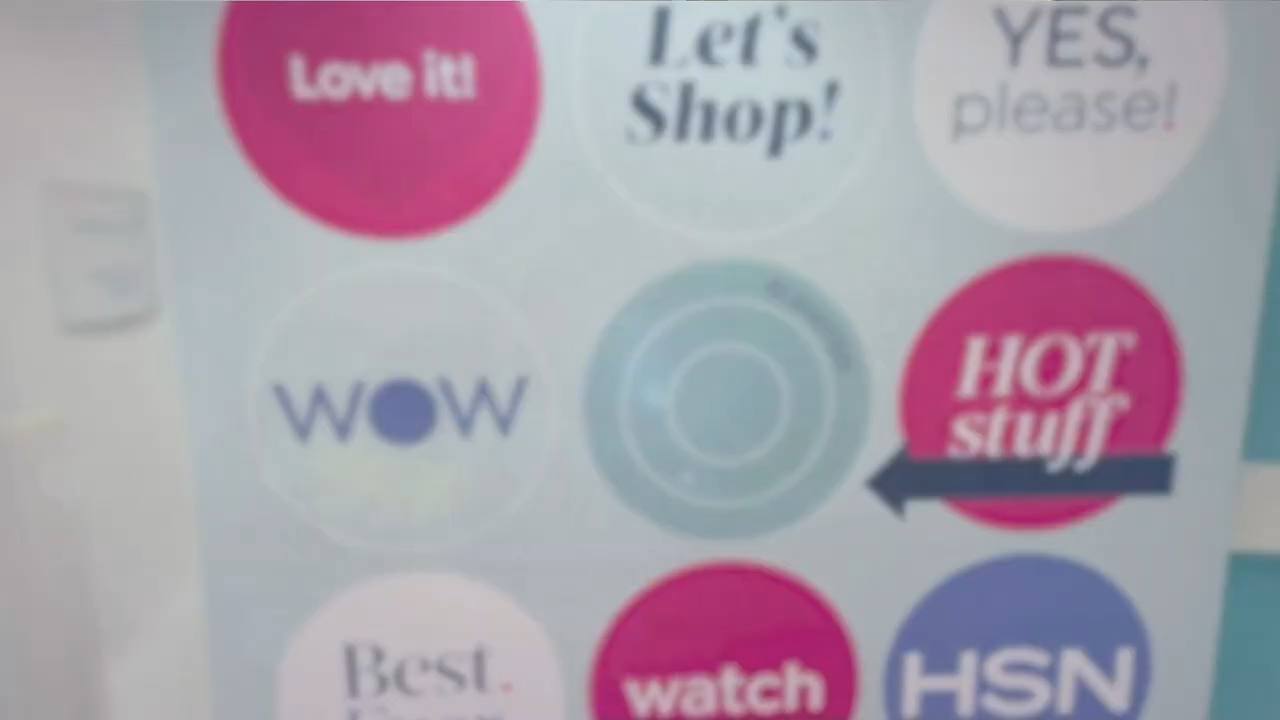 Love it!
Let's
Shop!
YES,
please!
WOW
HOT
stuff
Best.
watch
HSN